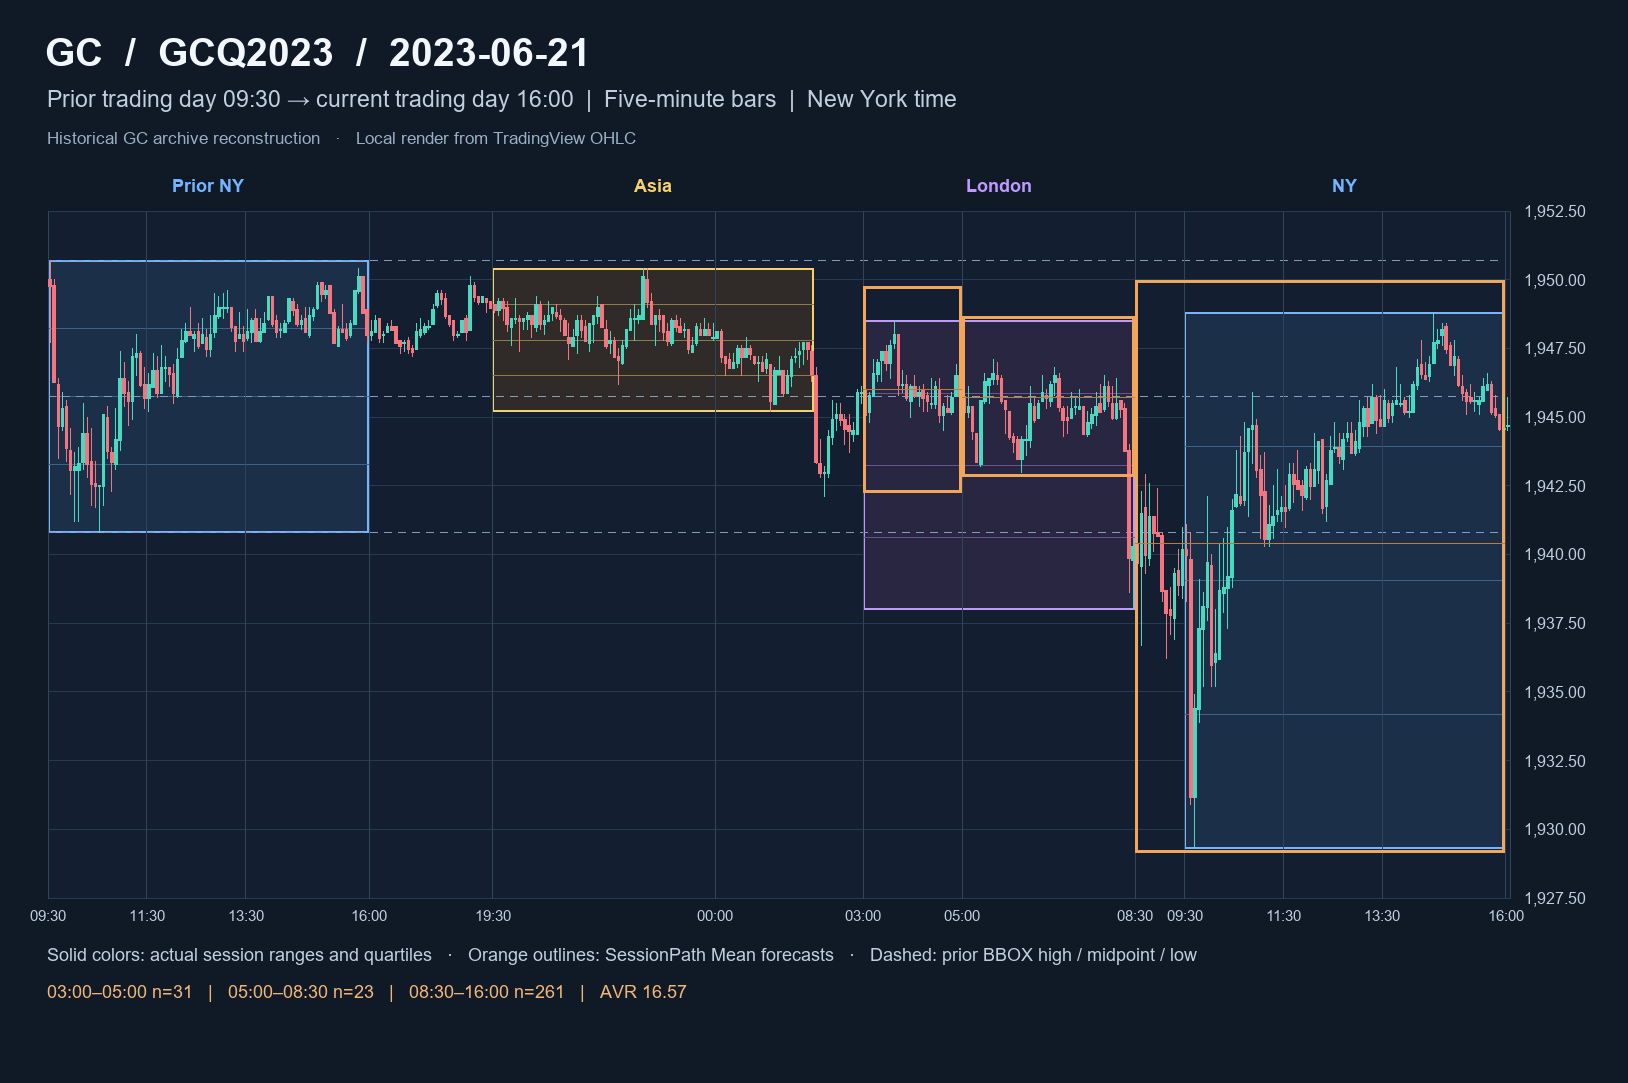 GC / GCQ2023 / 2023-06-21
Prior trading day 09:30 → current trading day 16:00 | Five-minute bars | New York time
Historical GC archive reconstruction · Local render from TradingView OHLC
Prior NY Asia London NY
1,952.50
1,950.00
1,947.50
1,945.00
1,942.50
1,940.00
1,937.50
1,935.00
1,932.50
1,930.00
1,927.50
09:30 11:30 13:30 16:00 19:30 00:00 03:00 05:00 08:30 09:30 11:30 13:30 16:00
Solid colors: actual session ranges and quartiles · Orange outlines: SessionPath Mean forecasts · Dashed: prior BBOX high / midpoint / low
03:00–05:00 n=31 | 05:00–08:30 n=23 | 08:30–16:00 n=261 | AVR 16.57